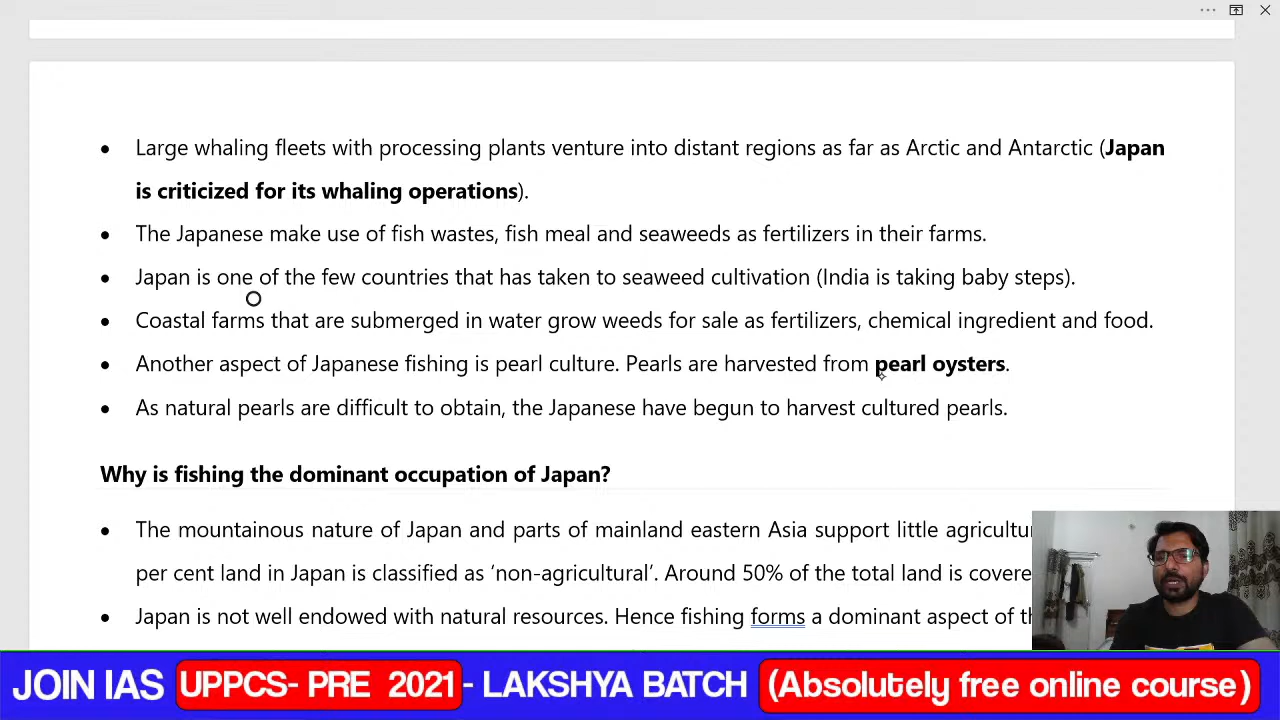 Large whaling fleets with processing plants venture into distant regions as far as Arctic and Antarctic (Japan
is criticized for its whaling operations).
The Japanese make use of fish wastes, fish meal and seaweeds as fertilizers in their farms.
Japan is one of the few countries that has taken to seaweed cultivation (India is taking baby steps).
Coastal farms that are submerged in water grow weeds for sale as fertilizers, chemical ingredient and food.
Another aspect of Japanese fishing is pearl culture. Pearls are harvested from pearl oysters.
As natural pearls are difficult to obtain, the Japanese have begun to harvest cultured pearls.
Why is fishing the dominant occupation of Japan?
The mountainous nature of Japan and parts of mainland eastern Asia support little
per cent land in Japan is classified as ‘non-agricultural’. Around 50% of the total land is
Japan is not well endowed with natural resources. Hence fishing forms a dominant aspect of
JOIN IAS UPPCS- PRE 2021 - LAKSHYA BATCH (Absolutely free online course)